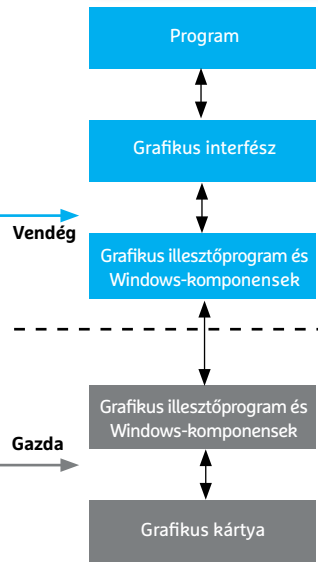 Program
Grafikus interfész
Vendég
Grafikus illesztőprogram és
Windows-komponensek
Grafikus illesztőprogram és
Windows-komponensek
Gazda
Grafikus kártya